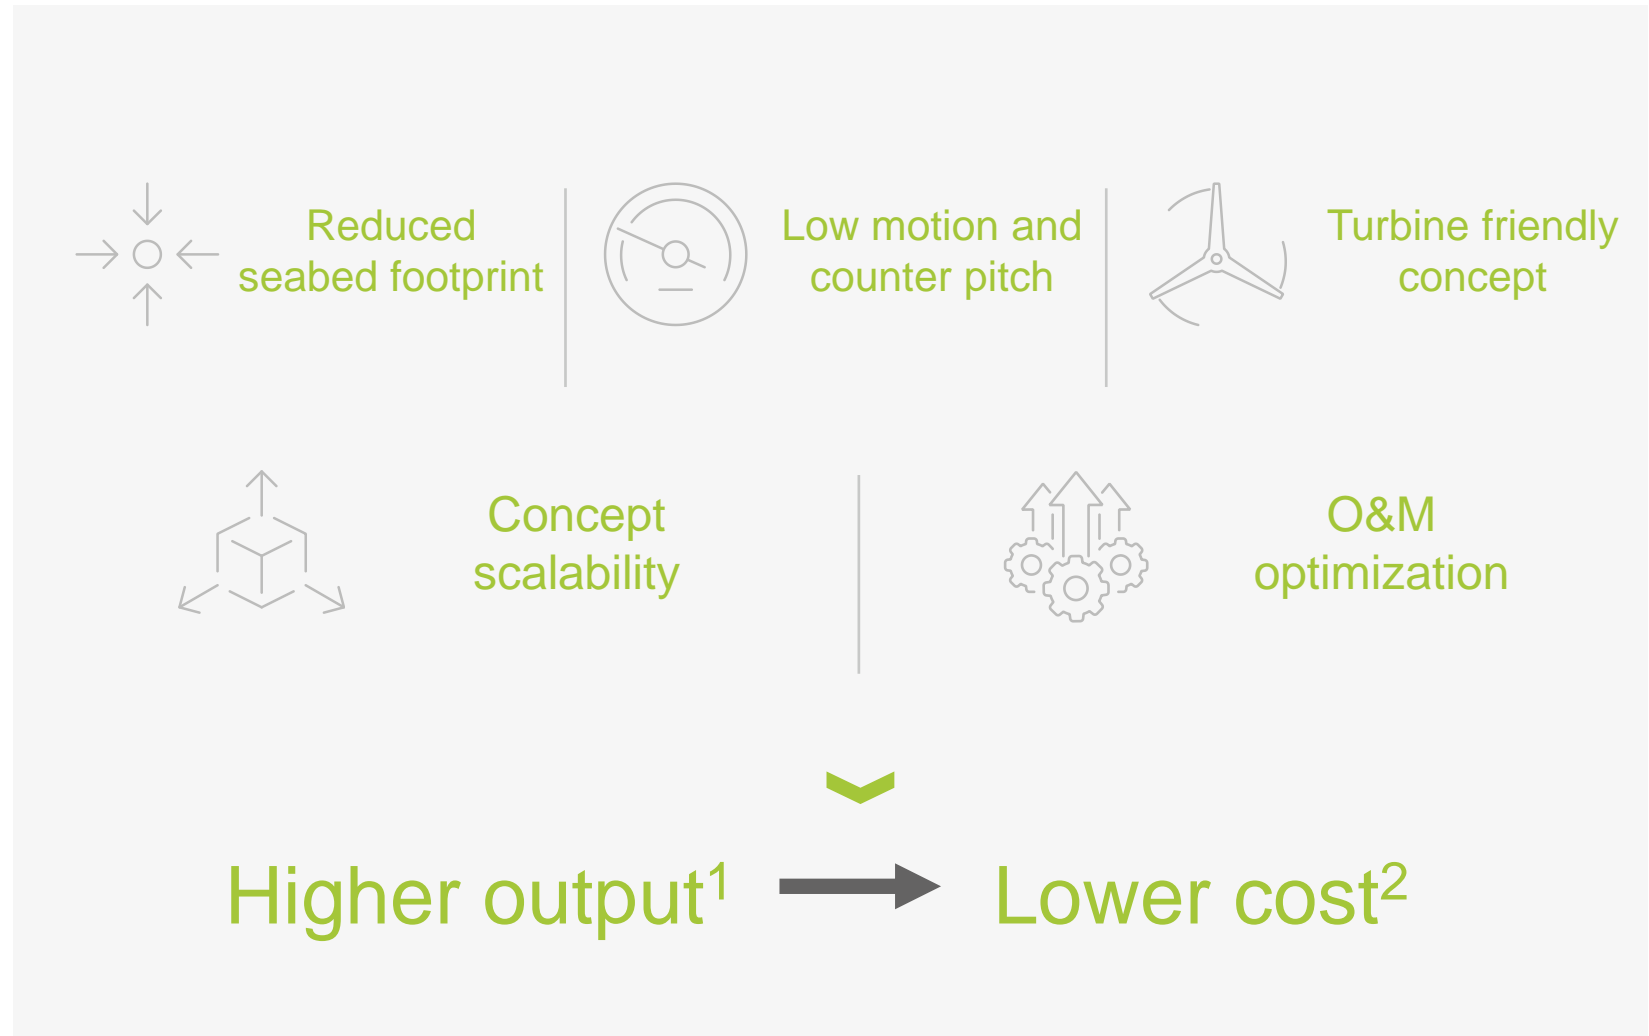 Reduced
seabed footprint
Low motion and
counter pitch
Turbine friendly
concept
Concept
scalability
O&M
optimization
Higher output¹
Lower cost²